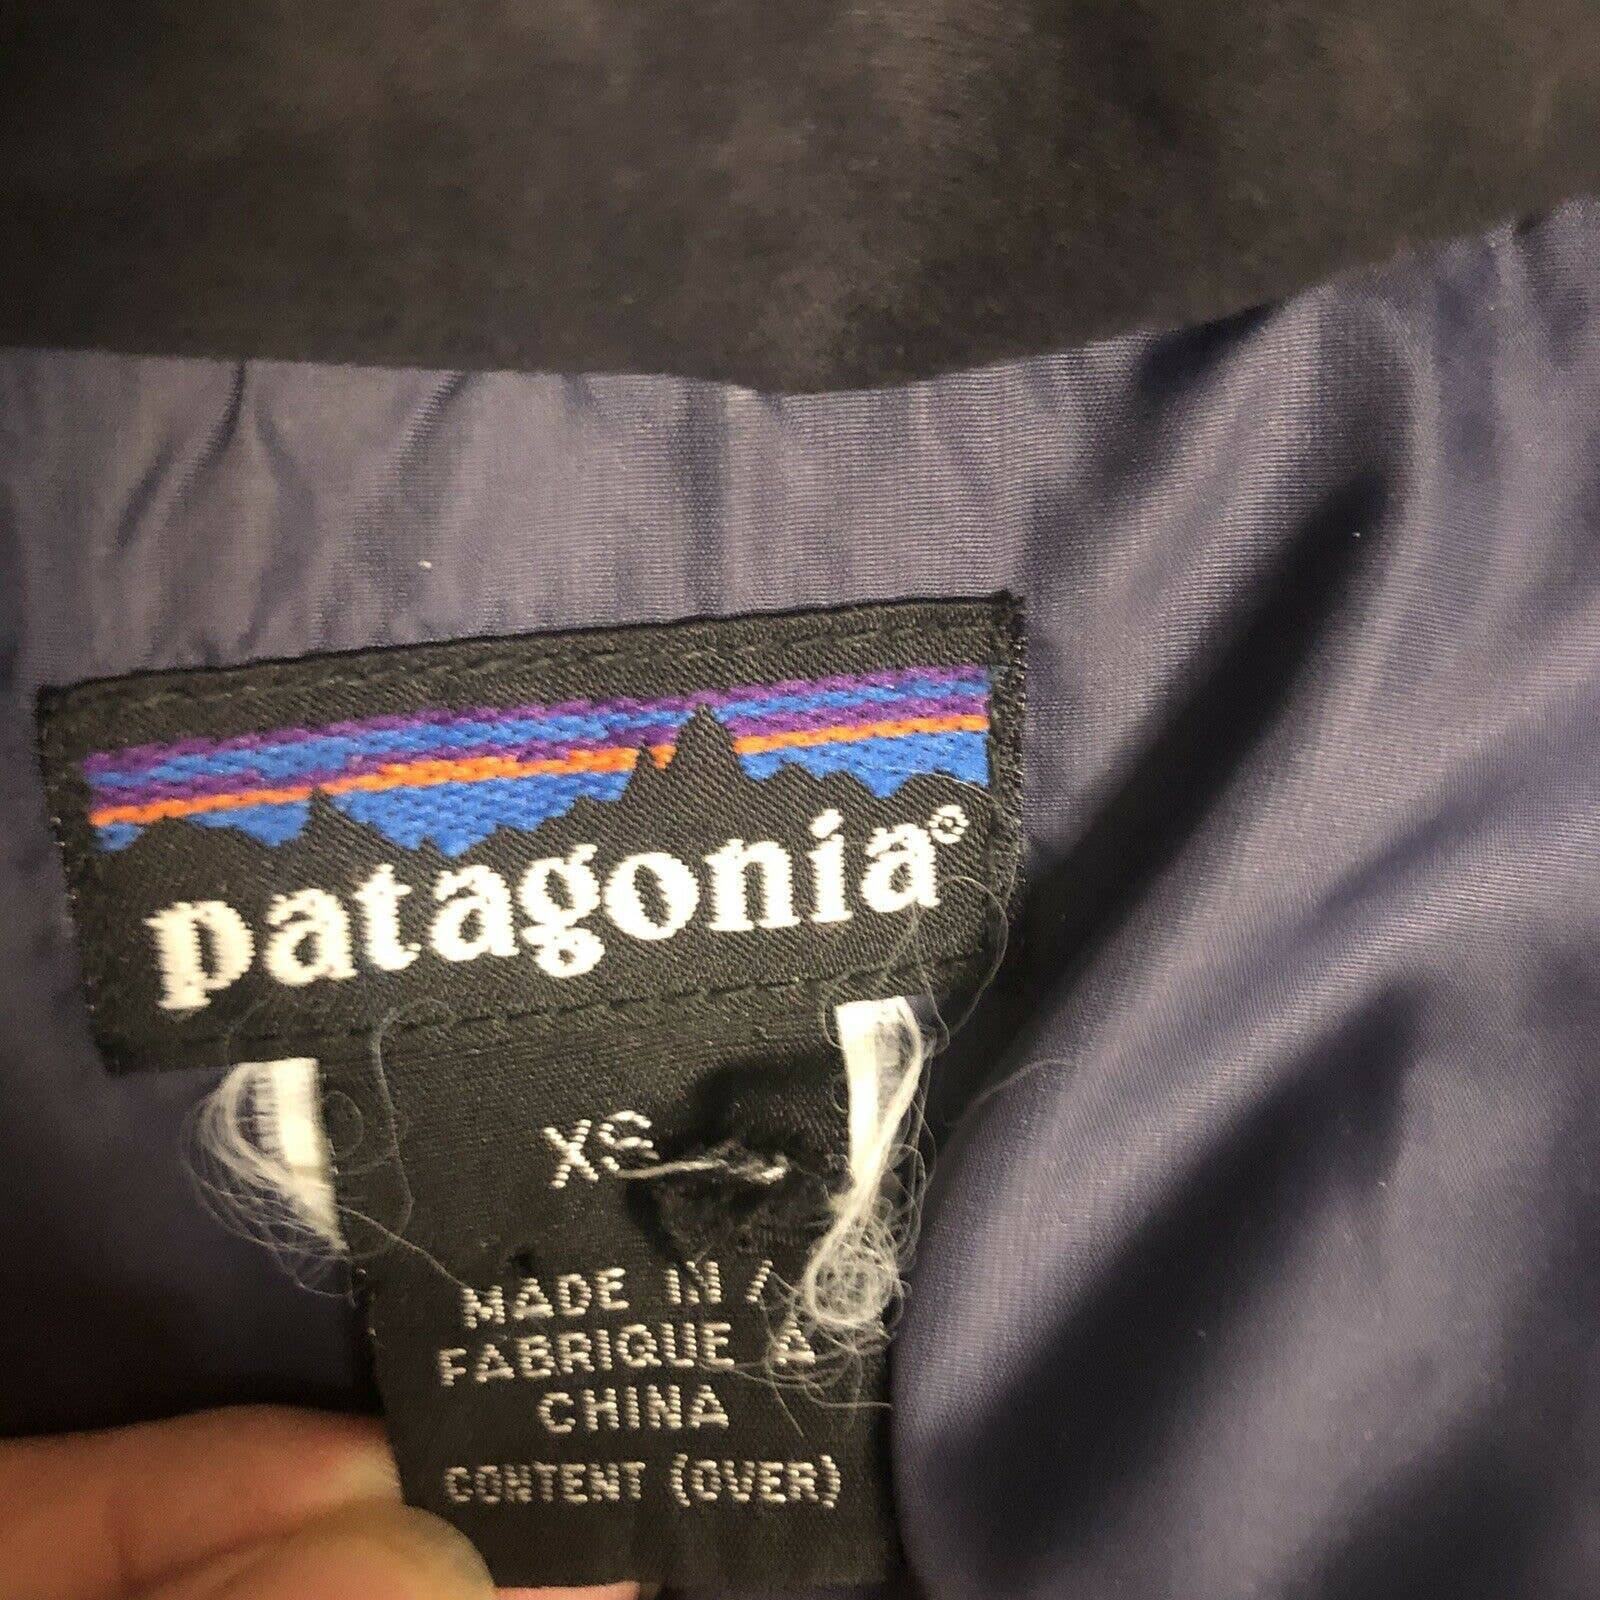 patagonia®
XS
MADE IN /
FABRIQUE A
CHINA
CONTENT (OVER)